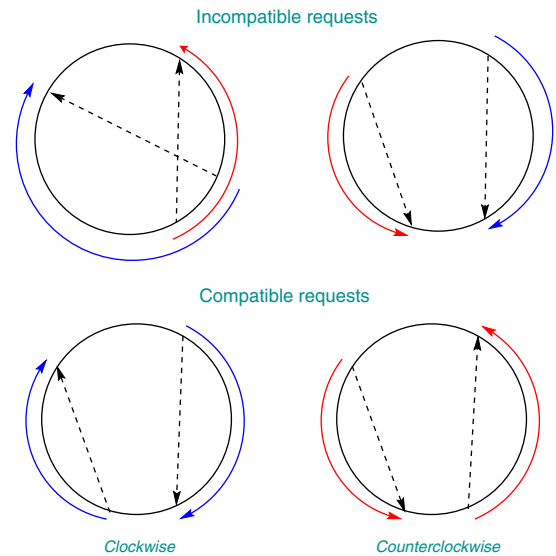 Incompatible requests
Compatible requests
Clockwise
Counterclockwise